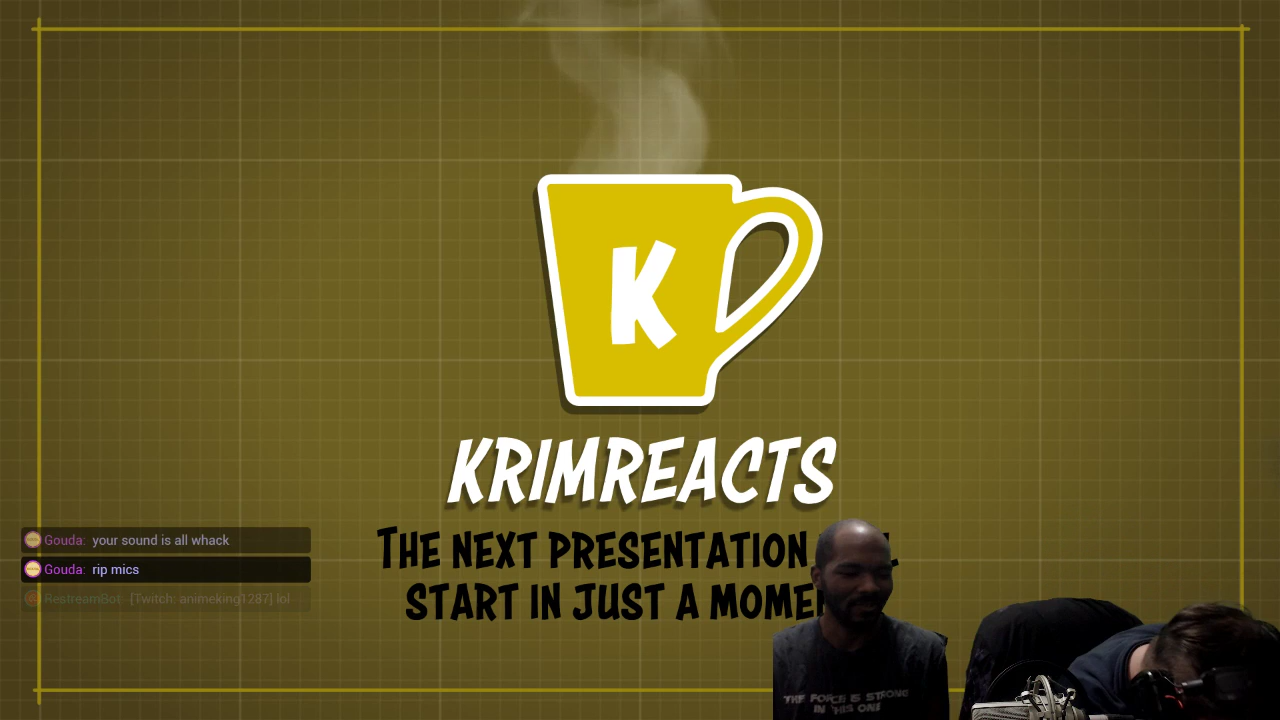 K
KRIMREACTS
THE NEXT PRESENTATION
START IN JUST A
Gouda: your sound is all whack
Gouda: rip mics
RestreamBot: [Twitch: animeking1287] lol
THE FORCE IS STRONG
IN THIS ONE